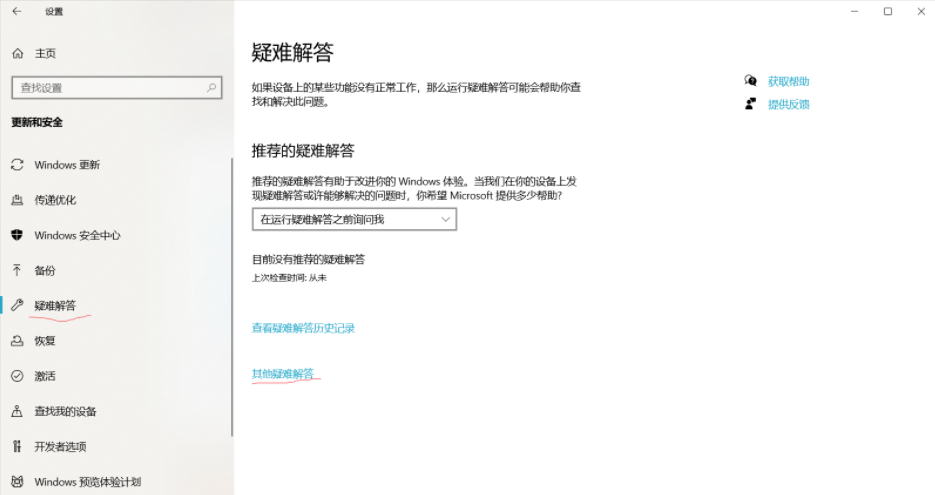 设置
主页
查找设置
更新和安全
Windows 更新
传递优化
Windows 安全中心
备份
疑难解答
恢复
激活
查找我的设备
开发者选项
Windows 预览体验计划
疑难解答
如果设备上的某些功能没有正常工作，那么运行疑难解答可能会帮助你查
找和解决此问题。
推荐的疑难解答
推荐的疑难解答有助于改进你的 Windows 体验。当我们在你的设备上发
现疑难解答或许能够解决的问题时，你希望 Microsoft 提供多少帮助?
在运行疑难解答之前询问我
目前没有推荐的疑难解答
上次检查时间: 从未
查看疑难解答历史记录
其他疑难解答
获取帮助
提供反馈